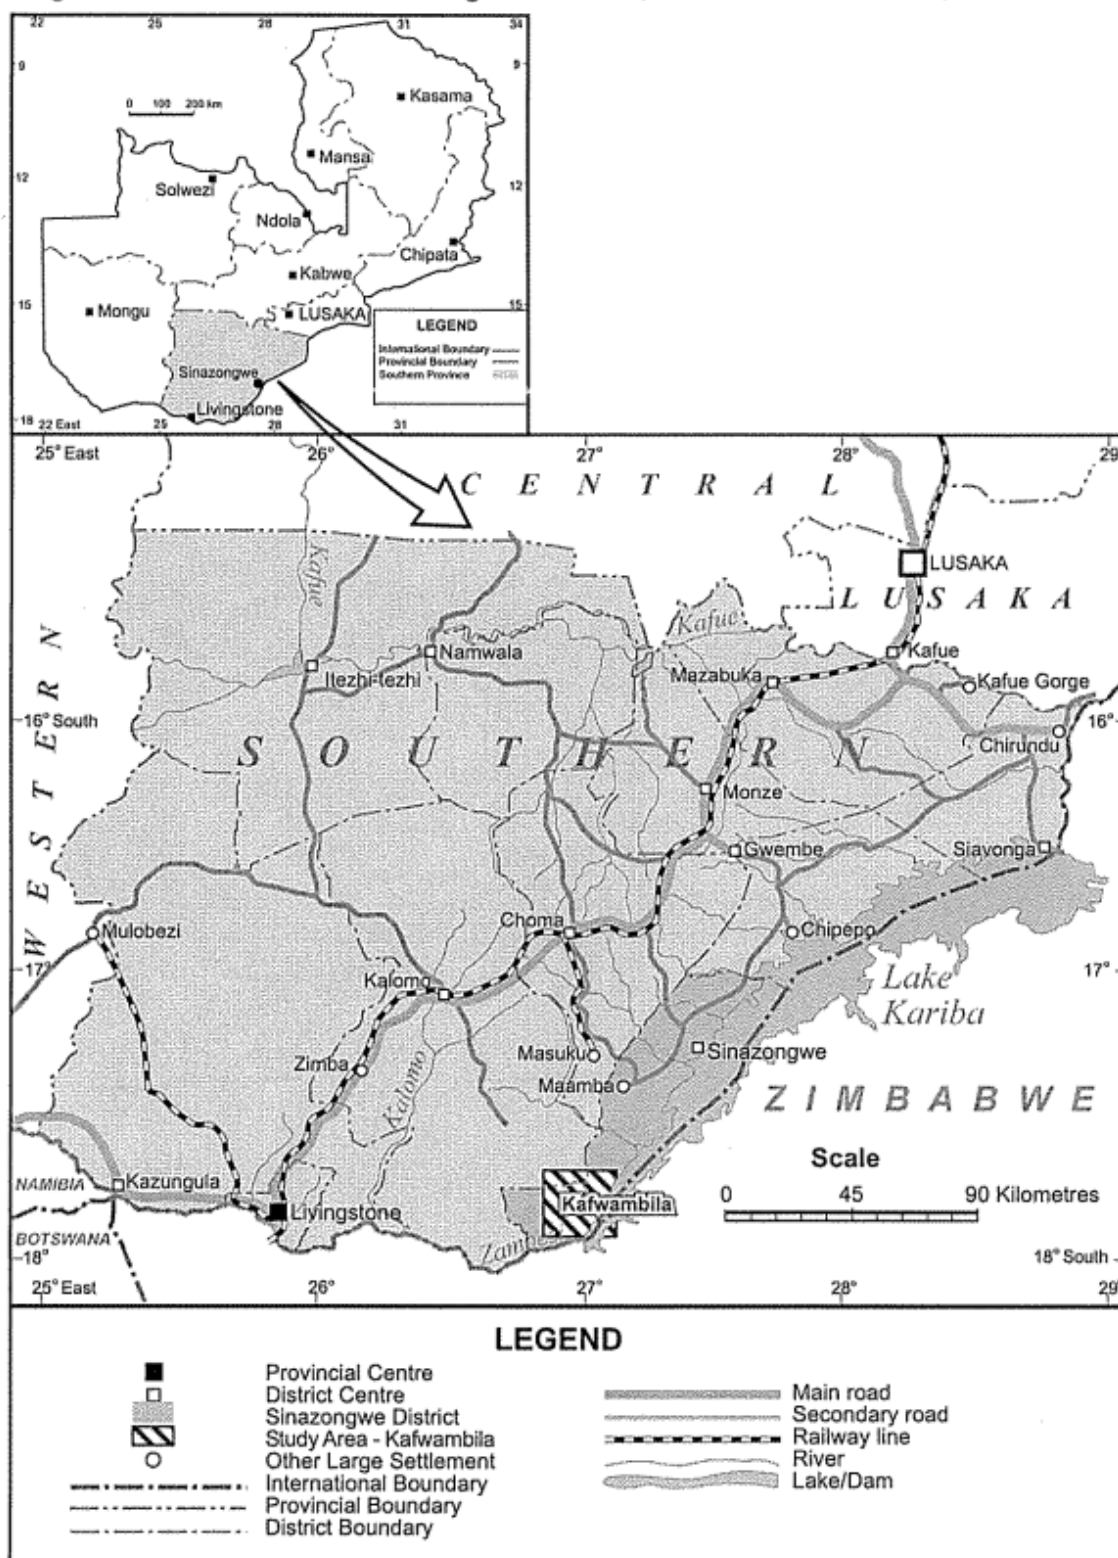 22 25 28 31 34
9 9
0 100 200 km
Kasama
Mansa
12 12
Solwezi
Ndola
Chipata
Kabwe
15 15
Mongu
LUSAKA
LEGEND
International Boundary
Provincial Boundary
Southern Province
Sinazongwe
Livingstone
18
22 East 25 28 31
25° East 26° 27° 28° 29
CENTRAL
LUSAKA
LUSAKA
Kafue
Kafue
Kafue
Namwala
Itezhi-tezhi
Mazabuka
Kafue Gorge
16° South 16°
WESTERN
SOUTHERN
Chirundu
Monze
Gwembe
Siavonga
Mulobezi
Choma
Chipepo
17° 17°
Kalomo
Lake
Kariba
Zimba
Kalomo
Masuku
Sinazongwe
Maamba
ZIMBABWE
Scale
0 45 90 Kilometres
NAMIBIA
Kazungula
Kafwambila
Livingstone
BOTSWANA
18° 18° South
25° East 26° 27° 28° 29
LEGEND
Provincial Centre
District Centre
Sinazongwe District
Study Area - Kafwambila
Other Large Settlement
International Boundary
Provincial Boundary
District Boundary
Main road
Secondary road
Railway line
River
Lake/Dam